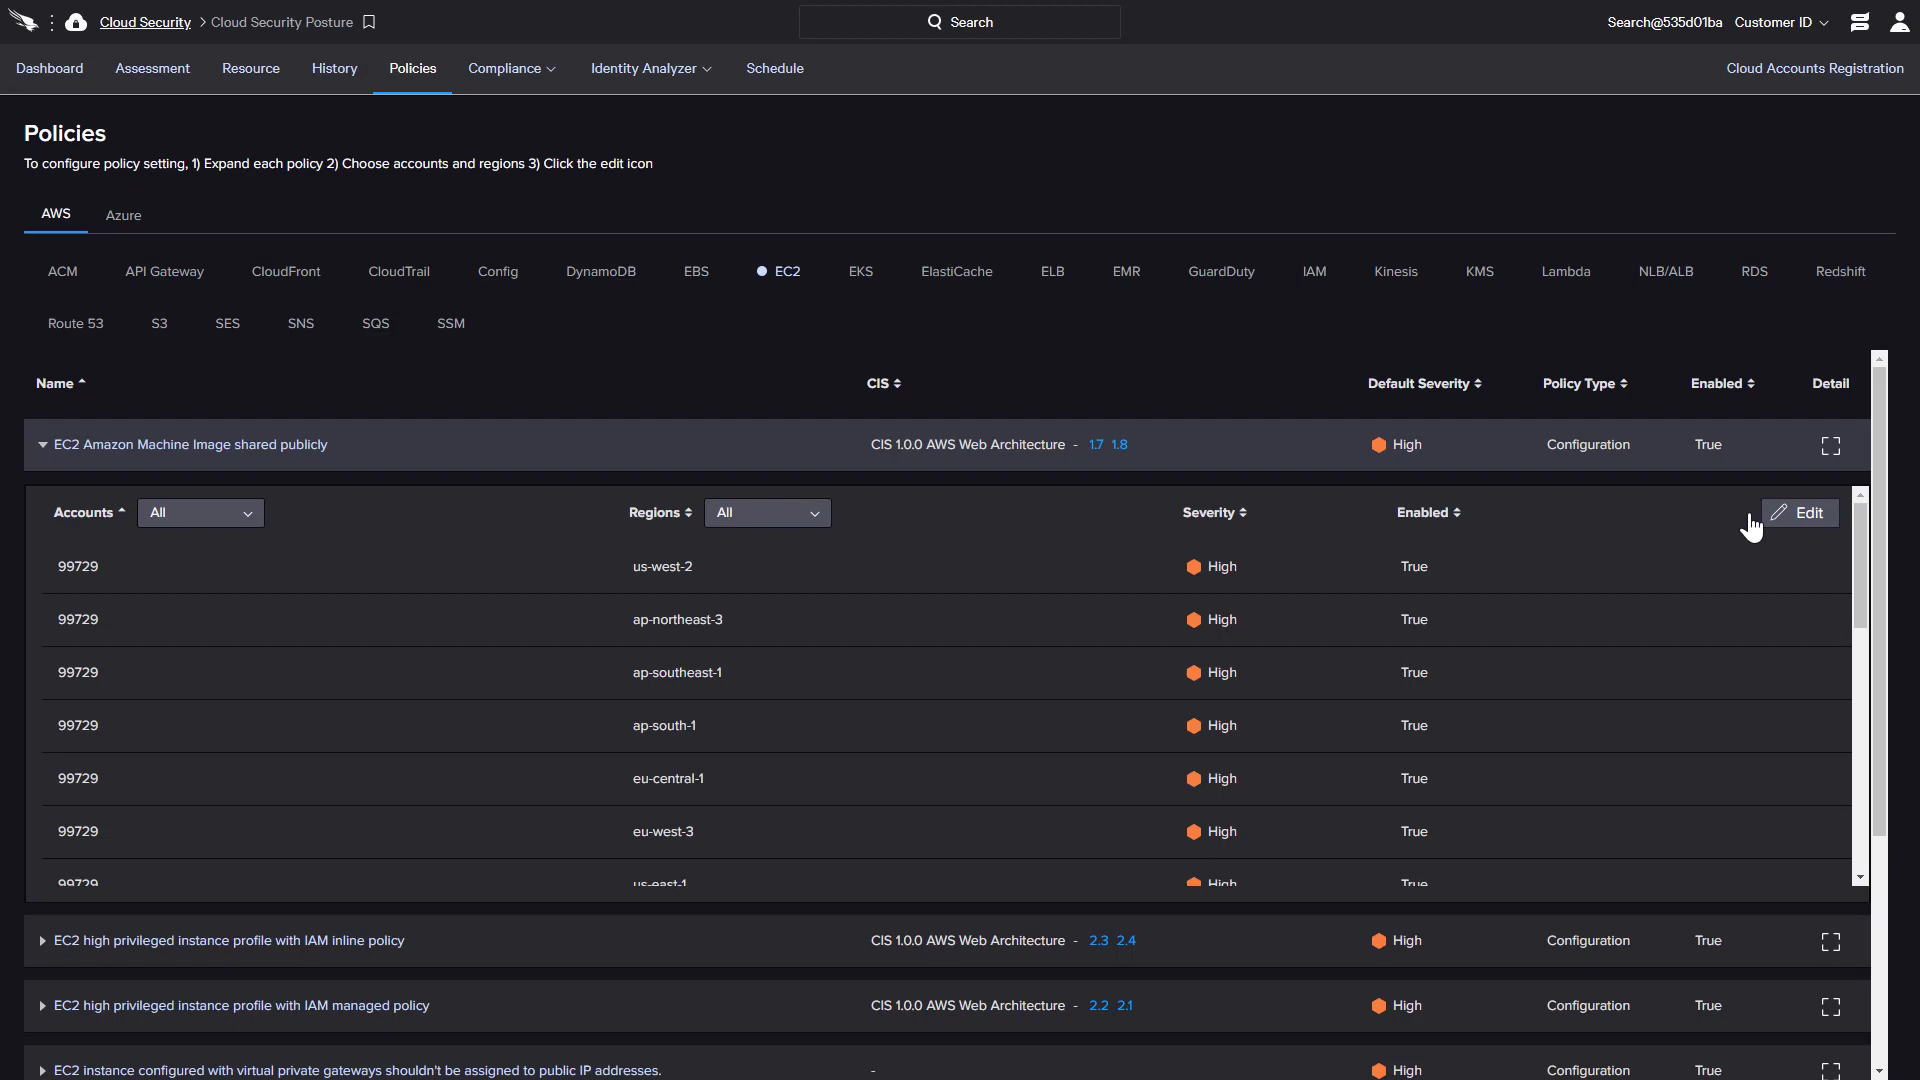 Cloud Security > Cloud Security Posture
Search
Search@535d01ba Customer ID
Dashboard Assessment Resource History Policies Compliance Identity Analyzer Schedule Cloud Accounts Registration
Policies
To configure policy setting, 1) Expand each policy 2) Choose accounts and regions 3) Click the edit icon
AWS Azure
ACM API Gateway CloudFront CloudTrail Config DynamoDB EBS EC2 EKS ElastiCache ELB EMR GuardDuty IAM Kinesis KMS Lambda NLB/ALB RDS Redshift
Route 53 S3 SES SNS SQS SSM
Name CIS Default Severity Policy Type Enabled Detail
EC2 Amazon Machine Image shared publicly CIS 1.0.0 AWS Web Architecture - 1.7 1.8 High Configuration True
Accounts All Regions All Severity Enabled Edit
99729 us-west-2 High True
99729 ap-northeast-3 High True
99729 ap-southeast-1 High True
99729 ap-south-1 High True
99729 eu-central-1 High True
99729 eu-west-3 High True
99729 us-east-1 High True
EC2 high privileged instance profile with IAM inline policy CIS 1.0.0 AWS Web Architecture - 2.3 2.4 High Configuration True
EC2 high privileged instance profile with IAM managed policy CIS 1.0.0 AWS Web Architecture - 2.2 2.1 High Configuration True
EC2 instance configured with virtual private gateways shouldn't be assigned to public IP addresses. - High Configuration True